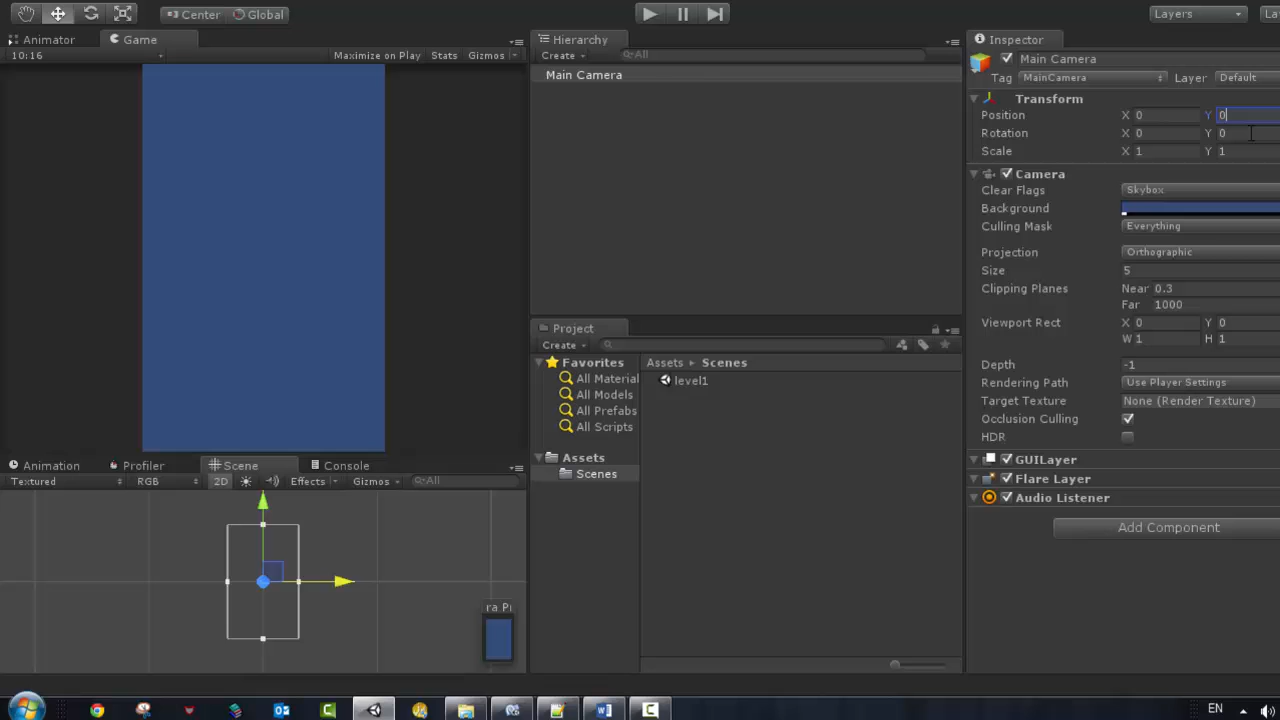 Center Global
Layers
Animator Game
10:16 Maximize on Play Stats Gizmos
Hierarchy
Create All
Main Camera
Project
Create
Favorites
All Material
All Models
All Prefabs
All Scripts
Assets
Scenes
Assets Scenes
level1
Animation Profiler Scene Console
Textured RGB 2D Effects Gizmos All
ra Pr
Inspector
Main Camera
Tag MainCamera Layer Default
Transform
Position X 0 Y 0
Rotation X 0 Y 0
Scale X 1 Y 1
Camera
Clear Flags Skybox
Background
Culling Mask Everything
Projection Orthographic
Size 5
Clipping Planes Near 0.3
Far 1000
Viewport Rect X 0 Y 0
W 1 H 1
Depth -1
Rendering Path Use Player Settings
Target Texture None (Render Texture)
Occlusion Culling
HDR
GUILayer
Flare Layer
Audio Listener
Add Component
EN